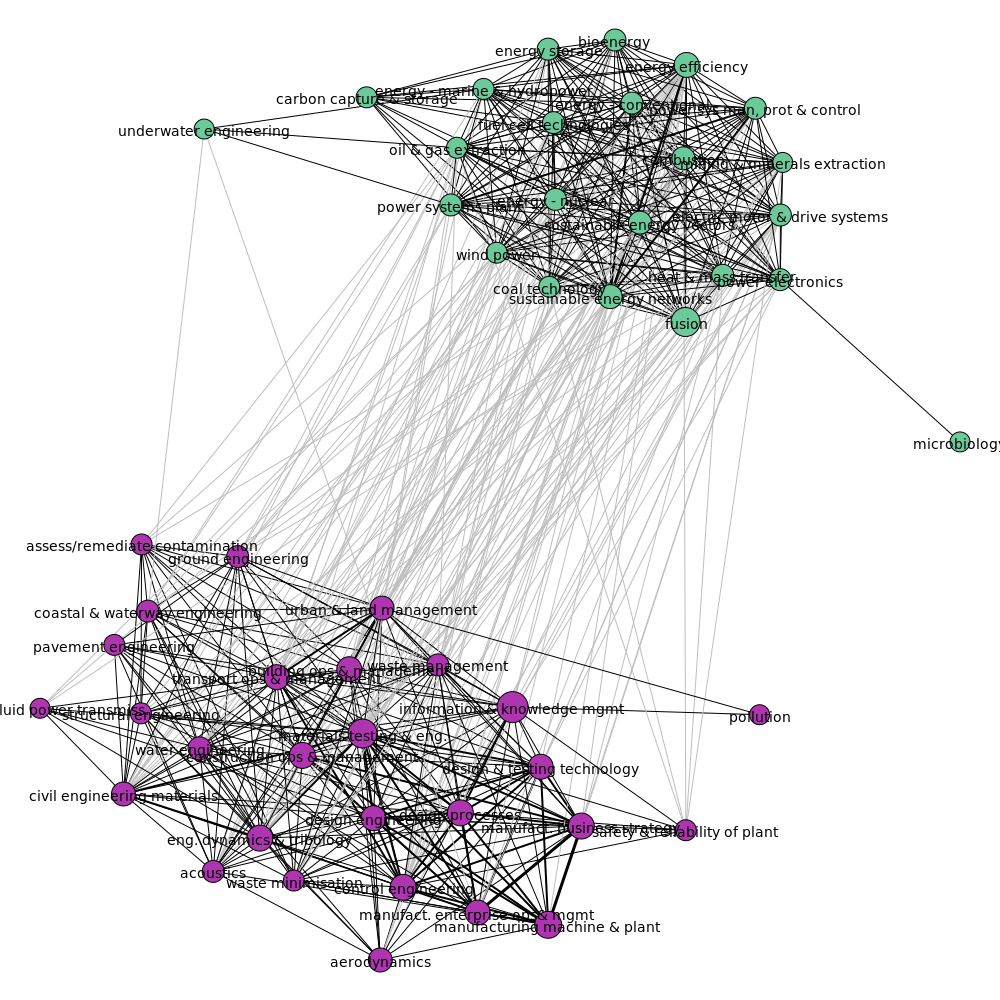 bioenergy
energy storage
energy efficiency
energy - marine & hydropower
carbon capture & storage
energy - conventional
man, prot & control
fuel cell technologies
underwater engineering
oil & gas extraction
combustion
mining & minerals extraction
energy - nuclear
power systems plant
electric motor & drive systems
sustainable energy vectors
wind power
heat & mass transfer
power electronics
coal technology
sustainable energy networks
fusion
microbiology
assess/remediate contamination
ground engineering
coastal & waterway engineering
urban & land management
pavement engineering
waste management
building ops & management
transport ops & management
information & knowledge mgmt
fluid power transmiss
structural engineering
pollution
materials testing & eng.
water engineering
construction ops & management
design & testing technology
civil engineering materials
design processes
design engineering
manufact. business strategy
safety & reliability of plant
eng. dynamics & tribology
acoustics
waste minimisation
control engineering
manufact. enterprise ops & mgmt
manufacturing machine & plant
aerodynamics